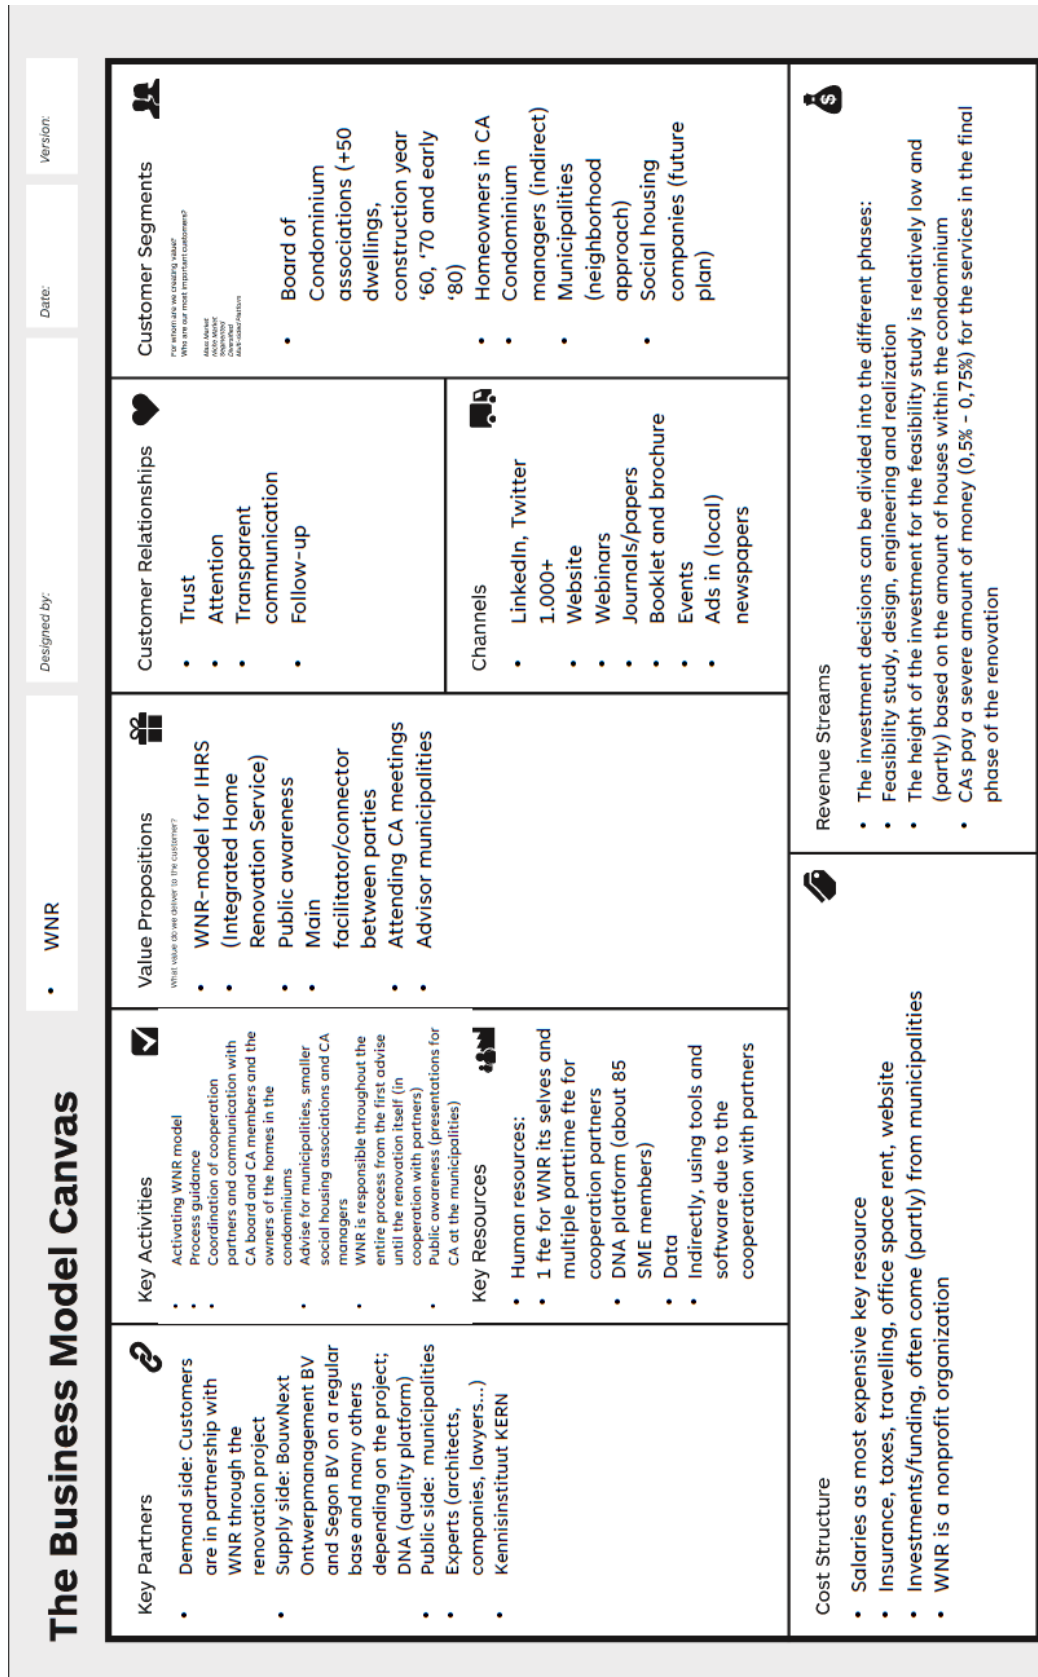 The Business Model Canvas
WNR
Designed by:
Date:
Version:
Key Partners
Demand side: Customers
are in partnership with
WNR through the
renovation project
Supply side: BouwNext
Ontwerpmanagement BV
and Segon BV on a regular
base and many others
depending on the project;
DNA (quality platform)
Public side: municipalities
Experts (architects,
companies, lawyers...)
Kennisinstituut KERN
Key Activities
Activating WNR model
Process guidance
Coordination of cooperation
partners and communication with
CA board and CA members and the
owners of the homes in the
condominiums
Advise for municipalities, smaller
social housing associations and CA
managers
WNR is responsible throughout the
entire process from the first advise
until the renovation itself (in
cooperation with partners)
Public awareness (presentations for
CA at the municipalities)
Key Resources
Human resources:
1 fte for WNR its selves and
multiple parttime fte for
cooperation partners
DNA platform (about 85
SME members)
Data
Indirectly, using tools and
software due to the
cooperation with partners
Value Propositions
What value do we deliver to the customer?
WNR-model for IHRS
(Integrated Home
Renovation Service)
Public awareness
Main
facilitator/connector
between parties
Attending CA meetings
Advisor municipalities
Customer Relationships
Trust
Attention
Transparent
communication
Follow-up
Channels
LinkedIn, Twitter
1.000+
Website
Webinars
Journals/papers
Booklet and brochure
Events
Ads in (local)
newspapers
Customer Segments
For whom are we creating value?
Who are our most important customers?
Mass Market
Niche Market
Segmented
Diversified
Multi-sided Platform
Board of
Condominium
associations (+50
dwellings,
construction year
‘60, ‘70 and early
‘80)
Homeowners in CA
Condominium
managers (indirect)
Municipalities
(neighborhood
approach)
Social housing
companies (future
plan)
Cost Structure
Salaries as most expensive key resource
Insurance, taxes, travelling, office space rent, website
Investments/funding, often come (partly) from municipalities
WNR is a nonprofit organization
Revenue Streams
The investment decisions can be divided into the different phases:
Feasibility study, design, engineering and realization
The height of the investment for the feasibility study is relatively low and
(partly) based on the amount of houses within the condominium
CAs pay a severe amount of money (0,5% - 0,75%) for the services in the final
phase of the renovation